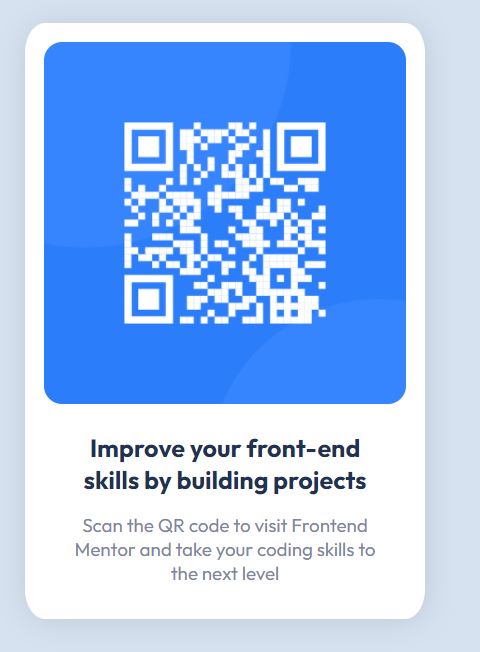 Improve your front-end
skills by building projects
Scan the QR code to visit Frontend
Mentor and take your coding skills to
the next level